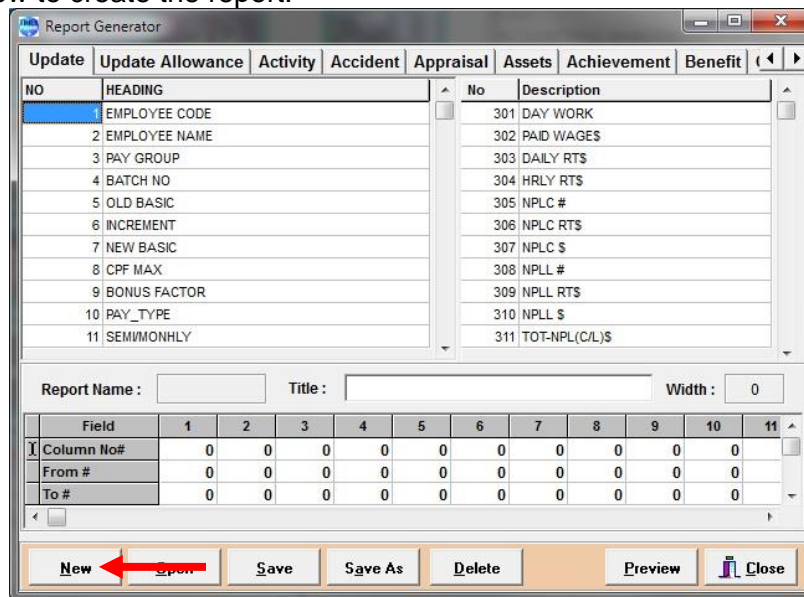 to create the report.
Report Generator
Update Update Allowance Activity Accident Appraisal Assets Achievement Benefit
NO HEADING No Description
1 EMPLOYEE CODE 301 DAY WORK
2 EMPLOYEE NAME 302 PAID WAGE$
3 PAY GROUP 303 DAILY RT$
4 BATCH NO 304 HRLY RT$
5 OLD BASIC 305 NPLC #
6 INCREMENT 306 NPLC RT$
7 NEW BASIC 307 NPLC $
8 CPF MAX 308 NPLL #
9 BONUS FACTOR 309 NPLL RT$
10 PAY_TYPE 310 NPLL $
11 SEMI/MONHLY 311 TOT-NPL(C/L)$
Report Name : Title : Width : 0
Field 1 2 3 4 5 6 7 8 9 10 11
Column No# 0 0 0 0 0 0 0 0 0 0
From # 0 0 0 0 0 0 0 0 0 0
To # 0 0 0 0 0 0 0 0 0 0
New Open Save Save As Delete Preview Close